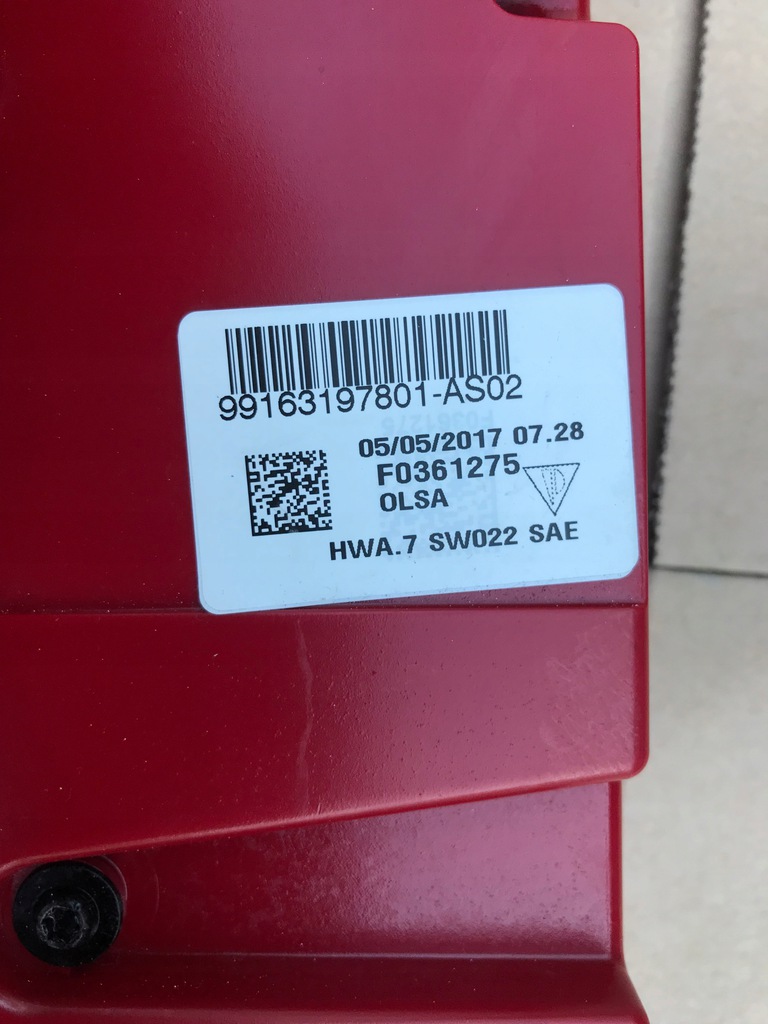 99163197801-AS02
05/05/2017 07.28
F0361275
OLSA
HWA.7 SW022 SAE